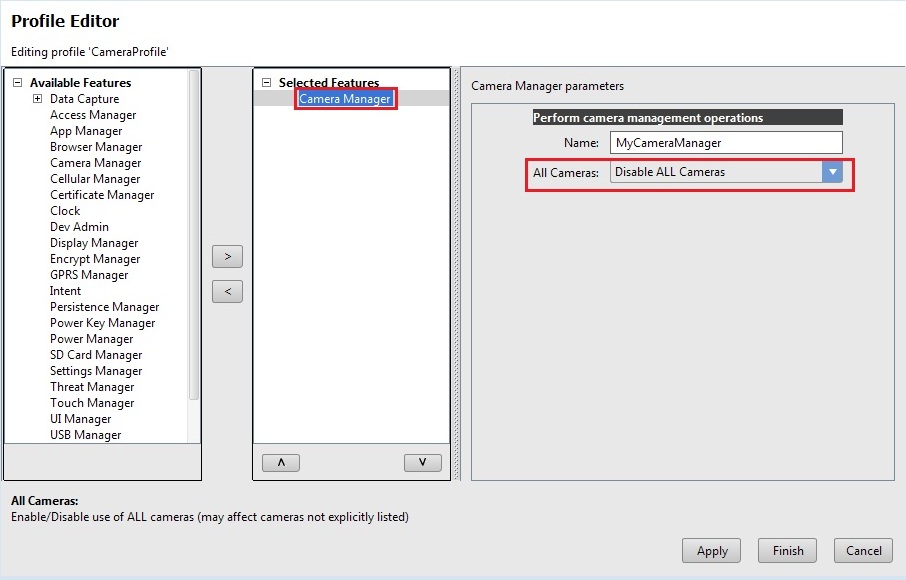 Profile Editor
Editing profile 'CameraProfile'
Available Features
Data Capture
Access Manager
App Manager
Browser Manager
Camera Manager
Cellular Manager
Certificate Manager
Clock
Dev Admin
Display Manager
Encrypt Manager
GPRS Manager
Intent
Persistence Manager
Power Key Manager
Power Manager
SD Card Manager
Settings Manager
Threat Manager
Touch Manager
UI Manager
USB Manager
>
<
Selected Features
Camera Manager
Λ
V
Camera Manager parameters
Perform camera management operations
Name: MyCameraManager
All Cameras: Disable ALL Cameras
All Cameras:
Enable/Disable use of ALL cameras (may affect cameras not explicitly listed)
Apply
Finish
Cancel